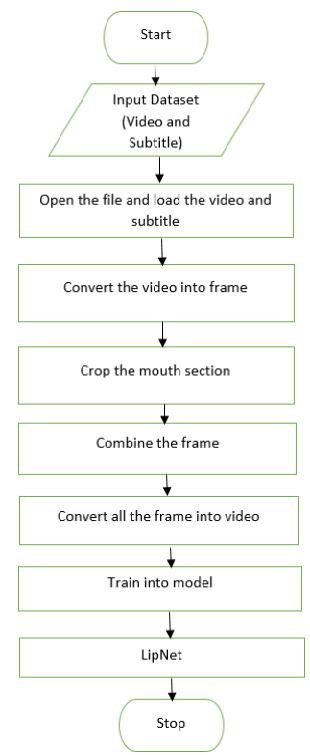 Start
Input Dataset
(Video and
Subtitle)
Open the file and load the video and
subtitle
Convert the video into frame
Crop the mouth section
Combine the frame
Convert all the frame into video
Train into model
LipNet
Stop